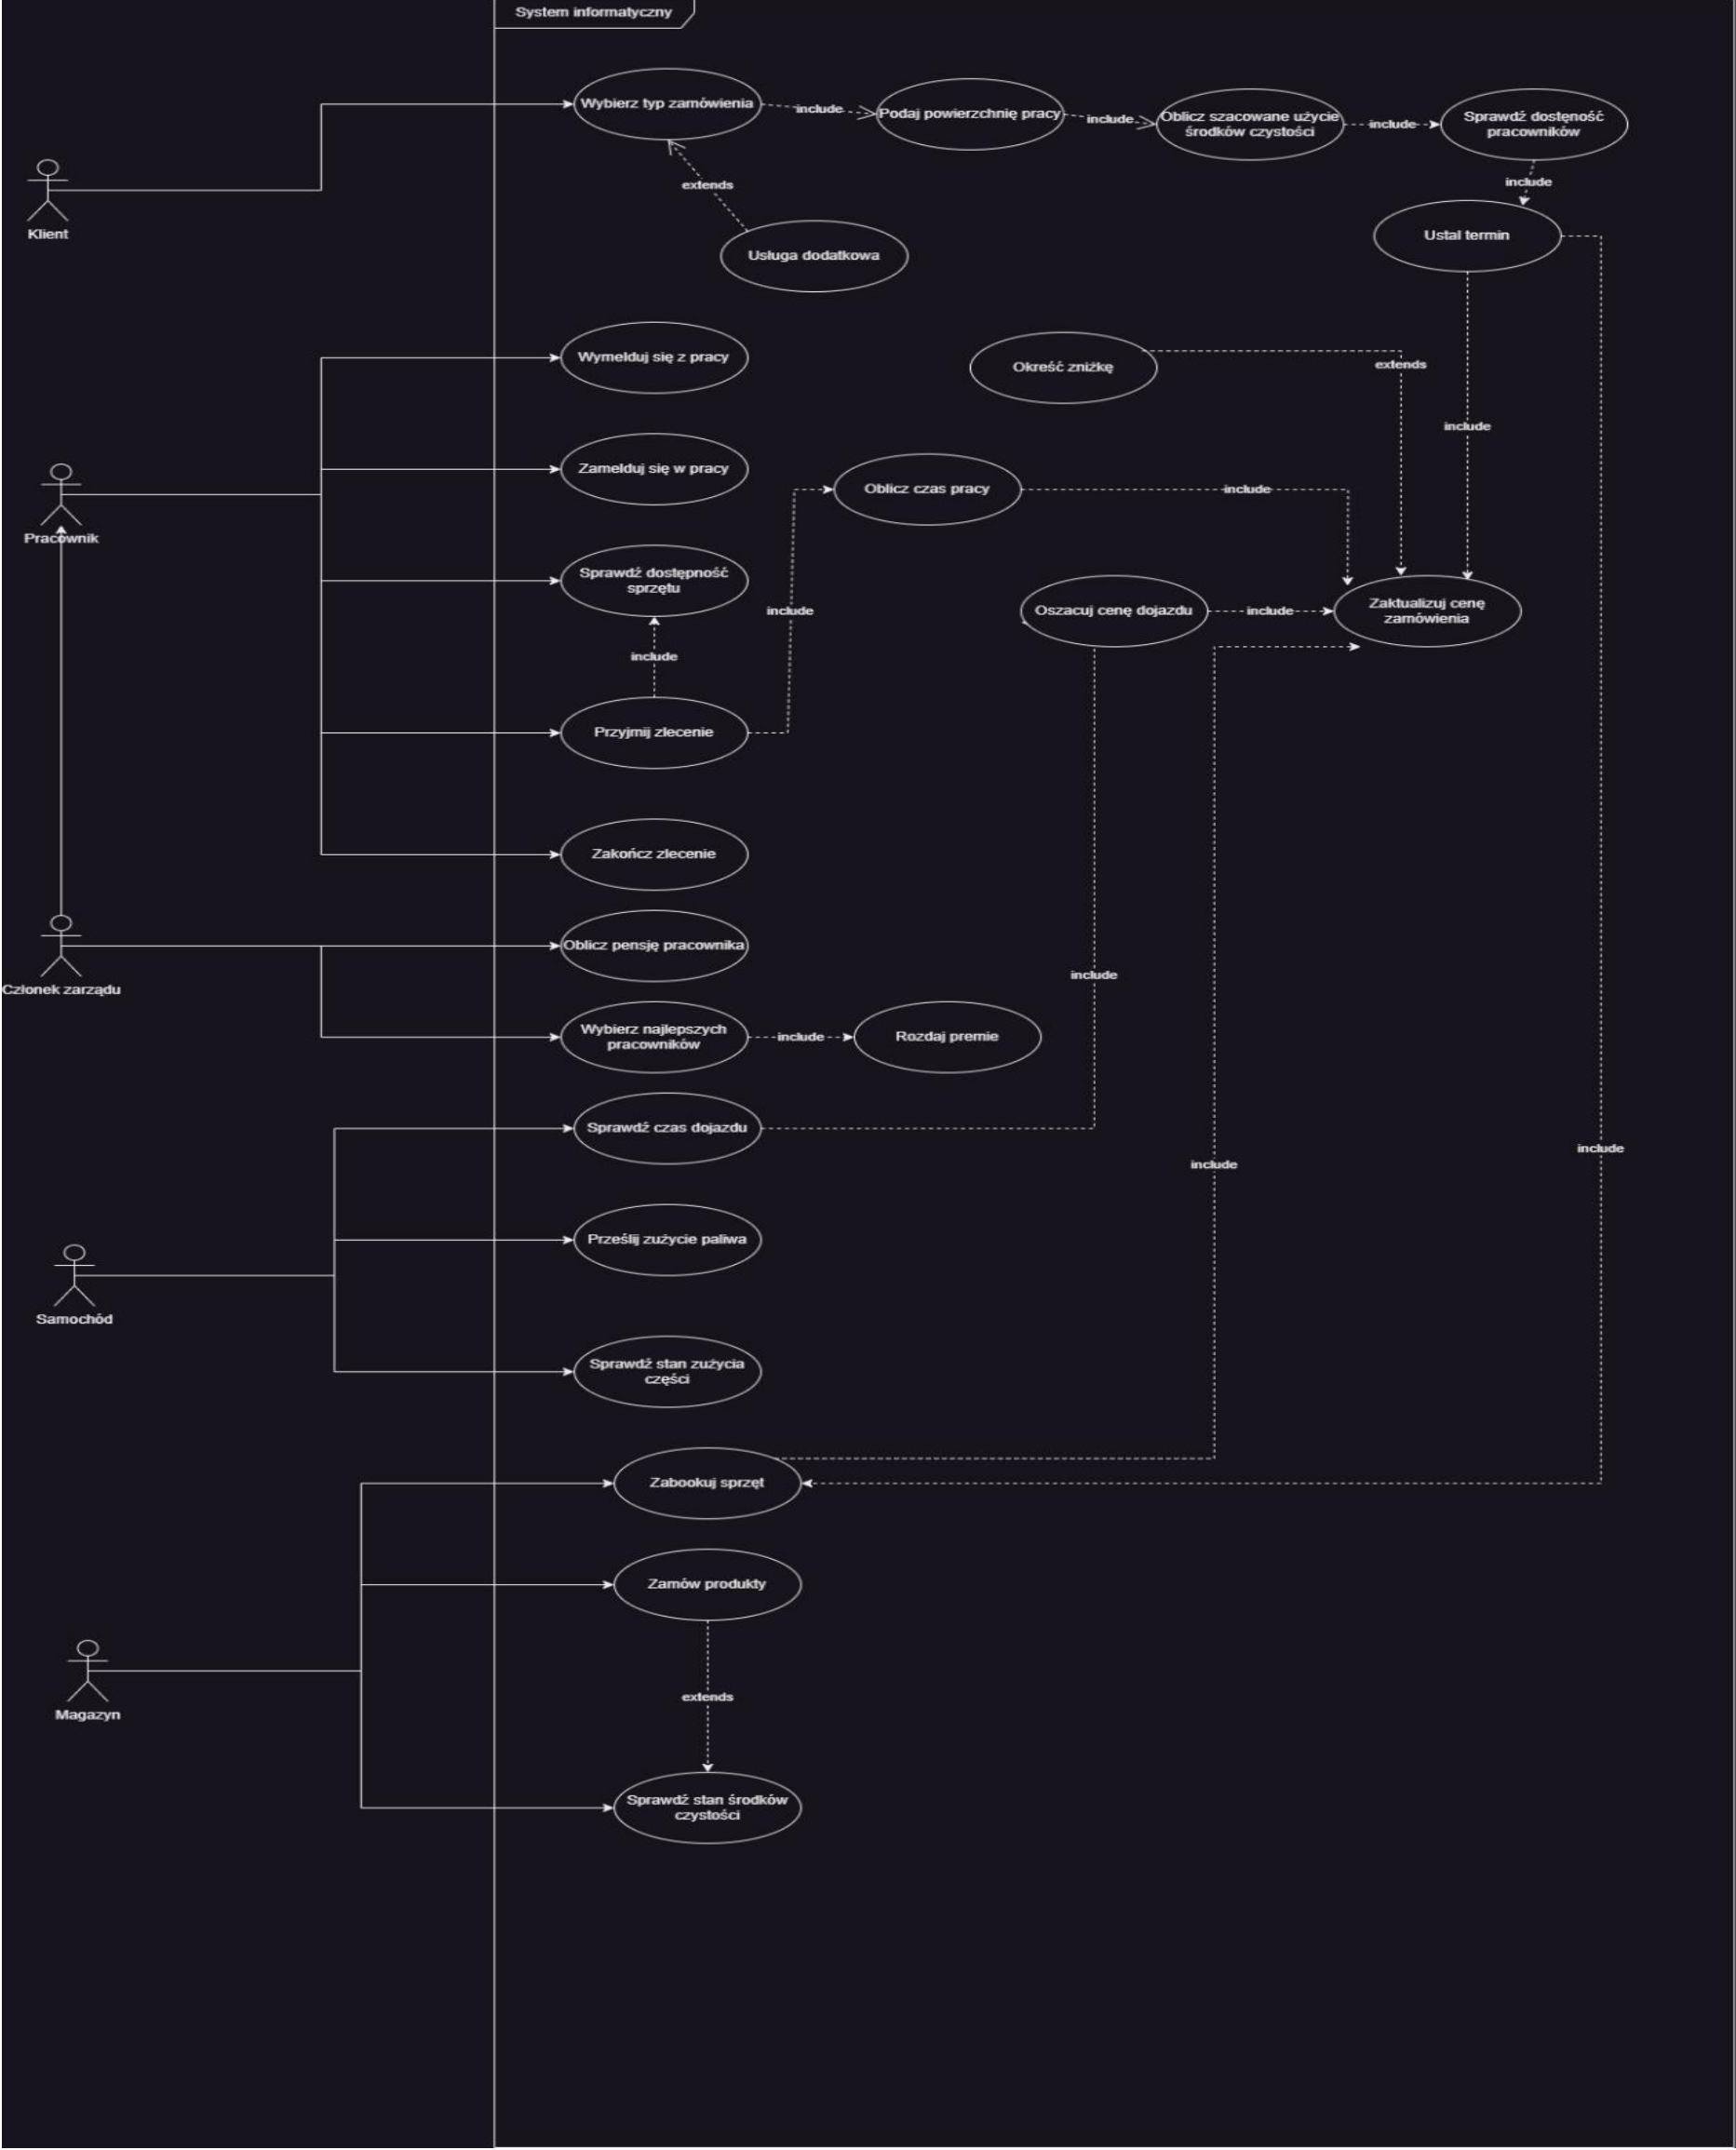 System informatyczny
Wybierz typ zamówienia
include
Podaj powierzchnię pracy
include
Oblicz szacowane użycie
środków czystości
include
Sprawdź dostęność
pracowników
Klient
extends
include
Usługa dodatkowa
Ustal termin
Wymelduj się z pracy
Okreść zniżkę
extends
include
Zamelduj się w pracy
Oblicz czas pracy
include
Pracownik
Sprawdź dostępność
sprzętu
include
Oszacuj cenę dojazdu
include
Zaktualizuj cenę
zamówienia
include
Przyjmij zlecenie
Zakończ zlecenie
Oblicz pensję pracownika
Członek zarządu
include
Wybierz najlepszych
pracowników
include
Rozdaj premie
Sprawdź czas dojazdu
include
include
Prześlij zużycie paliwa
Samochód
Sprawdź stan zużycia
części
Zabookuj sprzęt
Zamów produkty
extends
Magazyn
Sprawdź stan środków
czystości